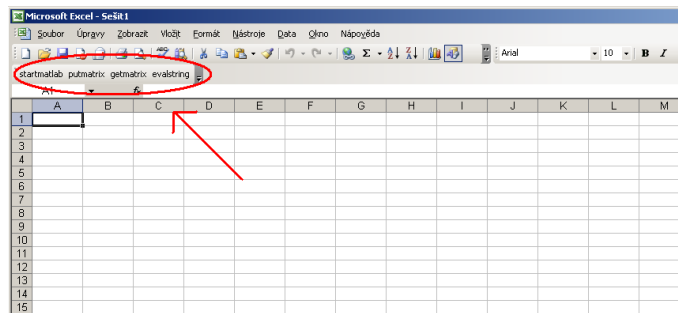 Microsoft Excel - Sešit1
Soubor Úpravy Zobrazit Vložit Formát Nástroje Data Okno Nápověda
Arial 10 B I
startmatlab putmatrix getmatrix evalstring
A1 fx
A B C D E F G H I J K L M
1
2
3
4
5
6
7
8
9
10
11
12
13
14
15